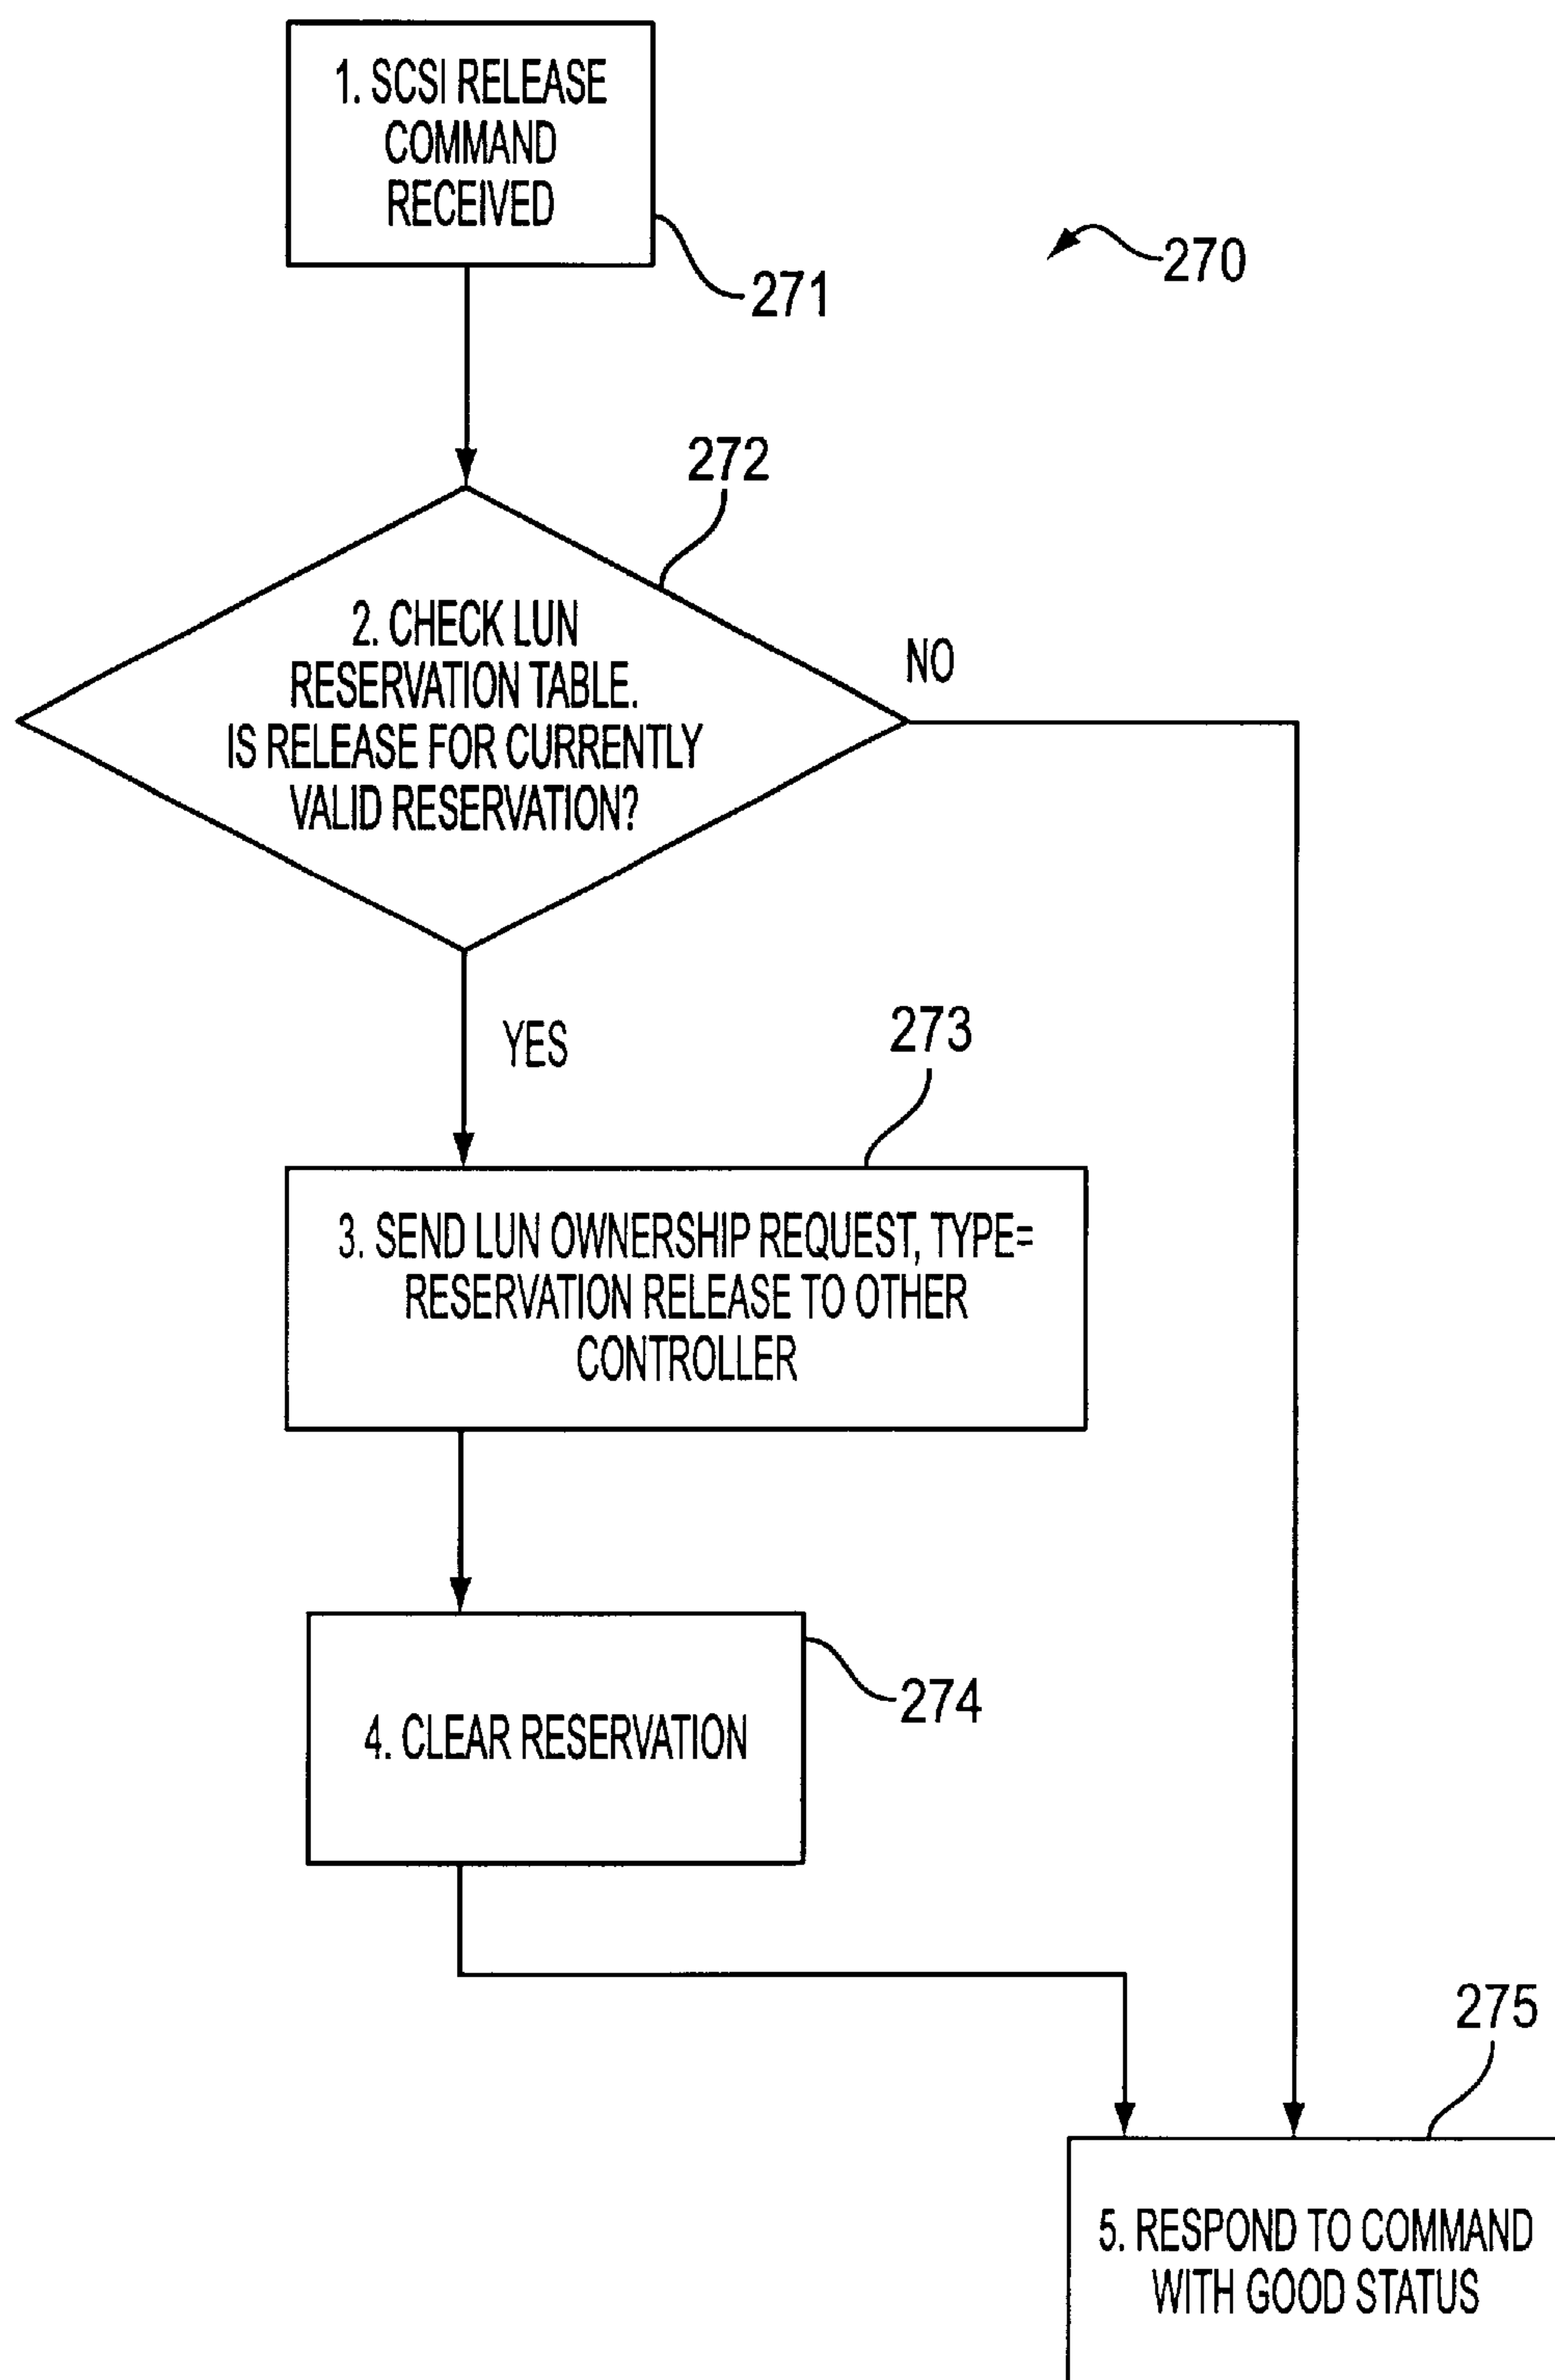 1. SCSI RELEASE
COMMAND
RECEIVED
271
270
272
2. CHECK LUN
RESERVATION TABLE.
IS RELEASE FOR CURRENTLY
VALID RESERVATION?
NO
YES
273
3. SEND LUN OWNERSHIP REQUEST, TYPE=
RESERVATION RELEASE TO OTHER
CONTROLLER
274
4. CLEAR RESERVATION
275
5. RESPOND TO COMMAND
WITH GOOD STATUS